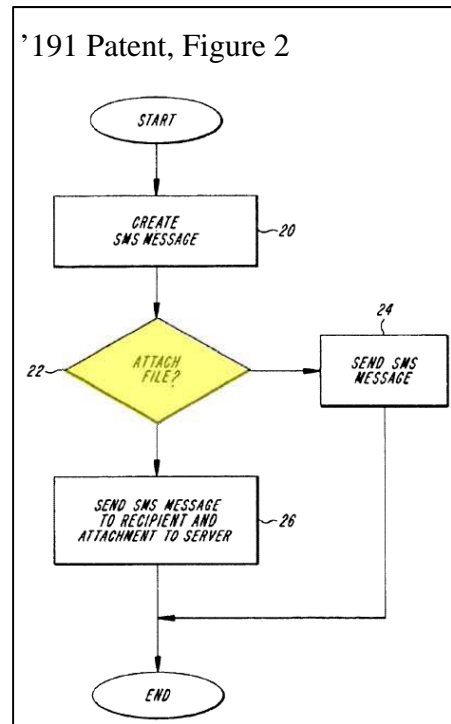 ’191 Patent, Figure 2
START
CREATE
SMS MESSAGE
20
22
ATTACH
FILE?
24
SEND SMS
MESSAGE
SEND SMS MESSAGE
TO RECIPIENT AND
ATTACHMENT TO SERVER
26
END